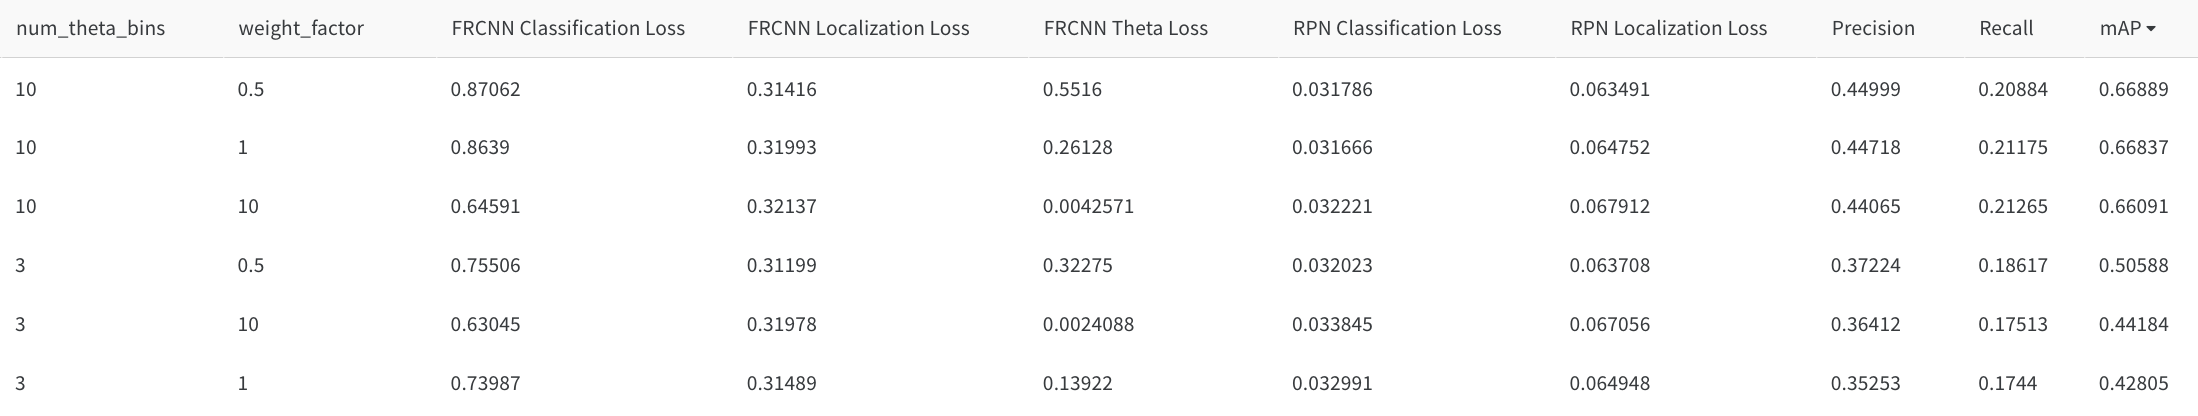 num_theta_bins weight_factor FRCNN Classification Loss FRCNN Localization Loss FRCNN Theta Loss RPN Classification Loss RPN Localization Loss Precision Recall mAP
10 0.5 0.87062 0.31416 0.5516 0.031786 0.063491 0.44999 0.20884 0.66889
10 1 0.8639 0.31993 0.26128 0.031666 0.064752 0.44718 0.21175 0.66837
10 10 0.64591 0.32137 0.0042571 0.032221 0.067912 0.44065 0.21265 0.66091
3 0.5 0.75506 0.31199 0.32275 0.032023 0.063708 0.37224 0.18617 0.50588
3 10 0.63045 0.31978 0.0024088 0.033845 0.067056 0.36412 0.17513 0.44184
3 1 0.73987 0.31489 0.13922 0.032991 0.064948 0.35253 0.1744 0.42805